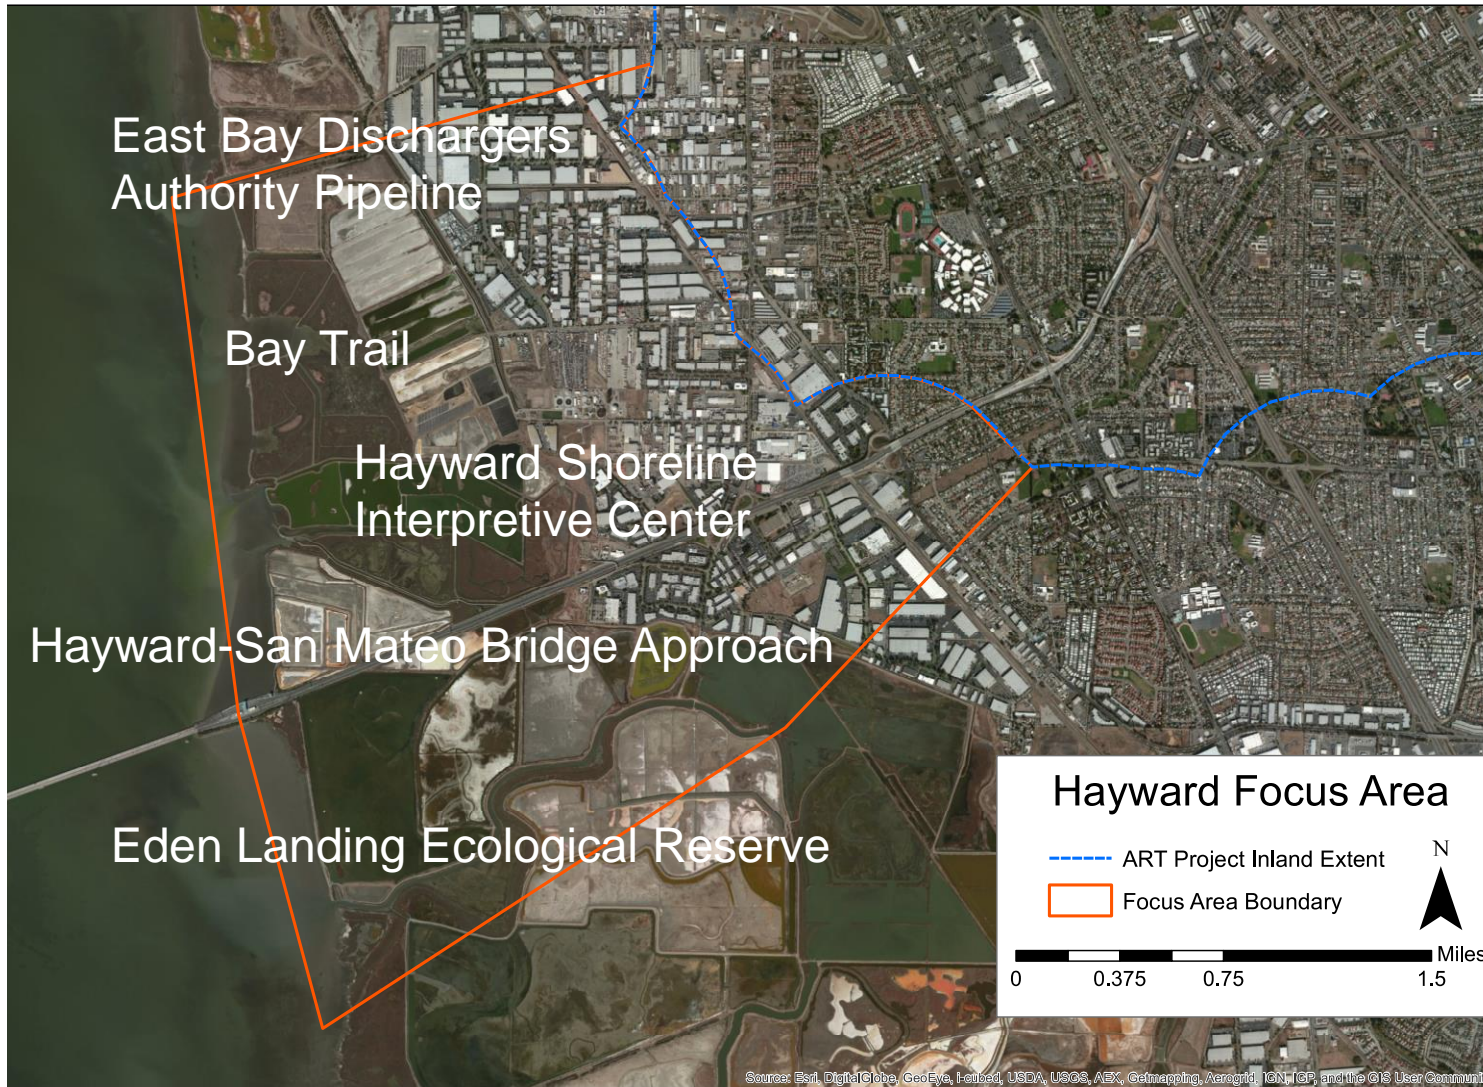 East Bay Dischargers
Authority Pipeline
Bay Trail
Hayward Shoreline
Interpretive Center
Hayward-San Mateo Bridge Approach
Eden Landing Ecological Reserve
Hayward Focus Area
ART Project Inland Extent
Focus Area Boundary
N
Miles
0 0.375 0.75 1.5
Source: Esri, DigitalGlobe, GeoEye, i-cubed, USDA, USGS, AEX, Getmapping, Aerogrid, IGN, IGP, and the GIS User Commun